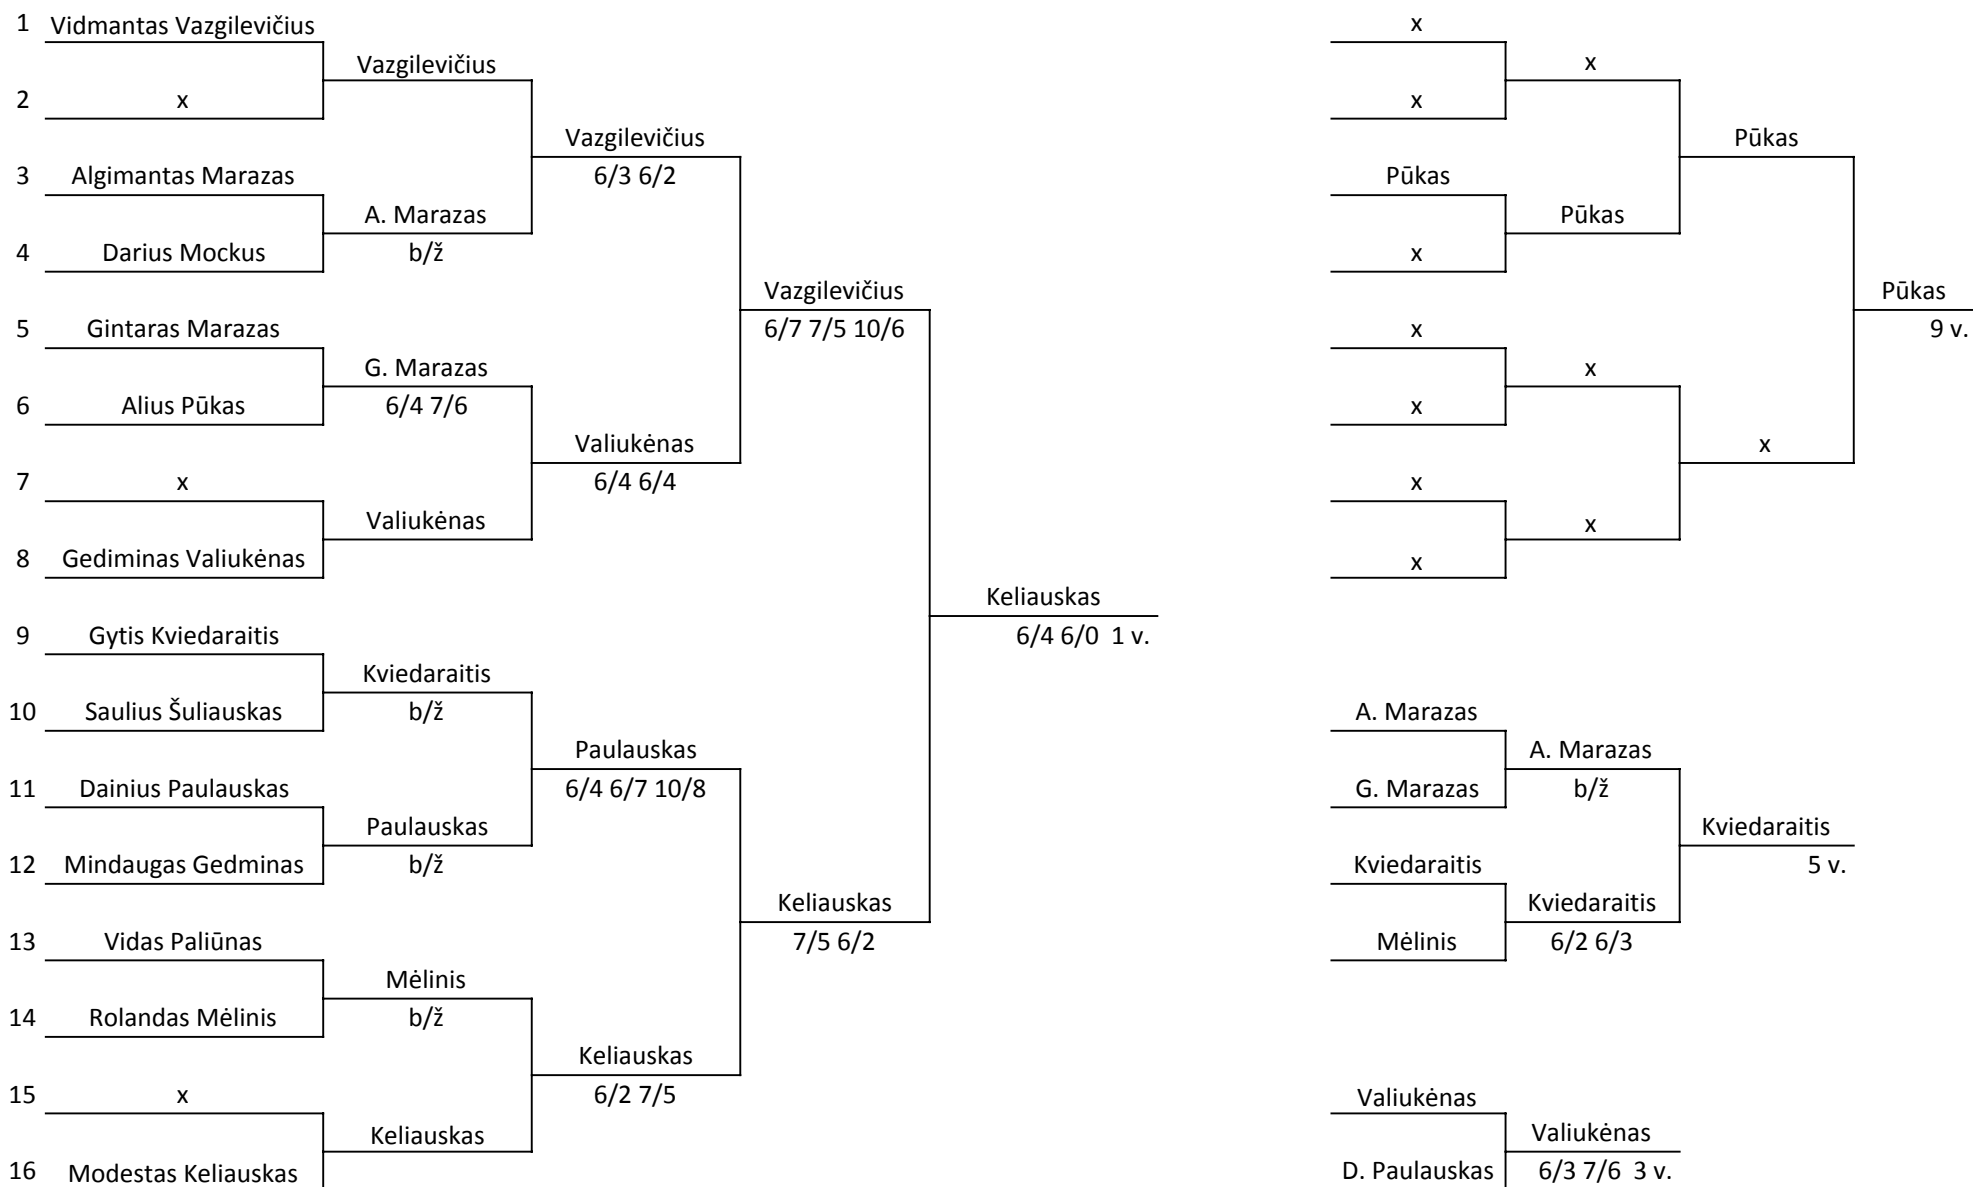 1 Vidmantas Vazgilevičius x
Vazgilevičius x
2 x x
Vazgilevičius Pūkas
3 Algimantas Marazas 6/3 6/2 Pūkas
A. Marazas Pūkas
4 Darius Mockus b/ž x
Vazgilevičius Pūkas
5 Gintaras Marazas 6/7 7/5 10/6 x 9 v.
G. Marazas x
6 Alius Pūkas 6/4 7/6 x
Valiukėnas x
7 x 6/4 6/4 x
Valiukėnas x
8 Gediminas Valiukėnas x
Keliauskas
9 Gytis Kviedaraitis 6/4 6/0 1 v.
Kviedaraitis
10 Saulius Šuliauskas b/ž A. Marazas
Paulauskas A. Marazas
11 Dainius Paulauskas 6/4 6/7 10/8 G. Marazas b/ž
Paulauskas Kviedaraitis
12 Mindaugas Gedminas b/ž Kviedaraitis 5 v.
Keliauskas Kviedaraitis
13 Vidas Paliūnas 7/5 6/2 Mėlinis 6/2 6/3
Mėlinis
14 Rolandas Mėlinis b/ž
Keliauskas
15 x 6/2 7/5 Valiukėnas
Keliauskas Valiukėnas
16 Modestas Keliauskas D. Paulauskas 6/3 7/6 3 v.